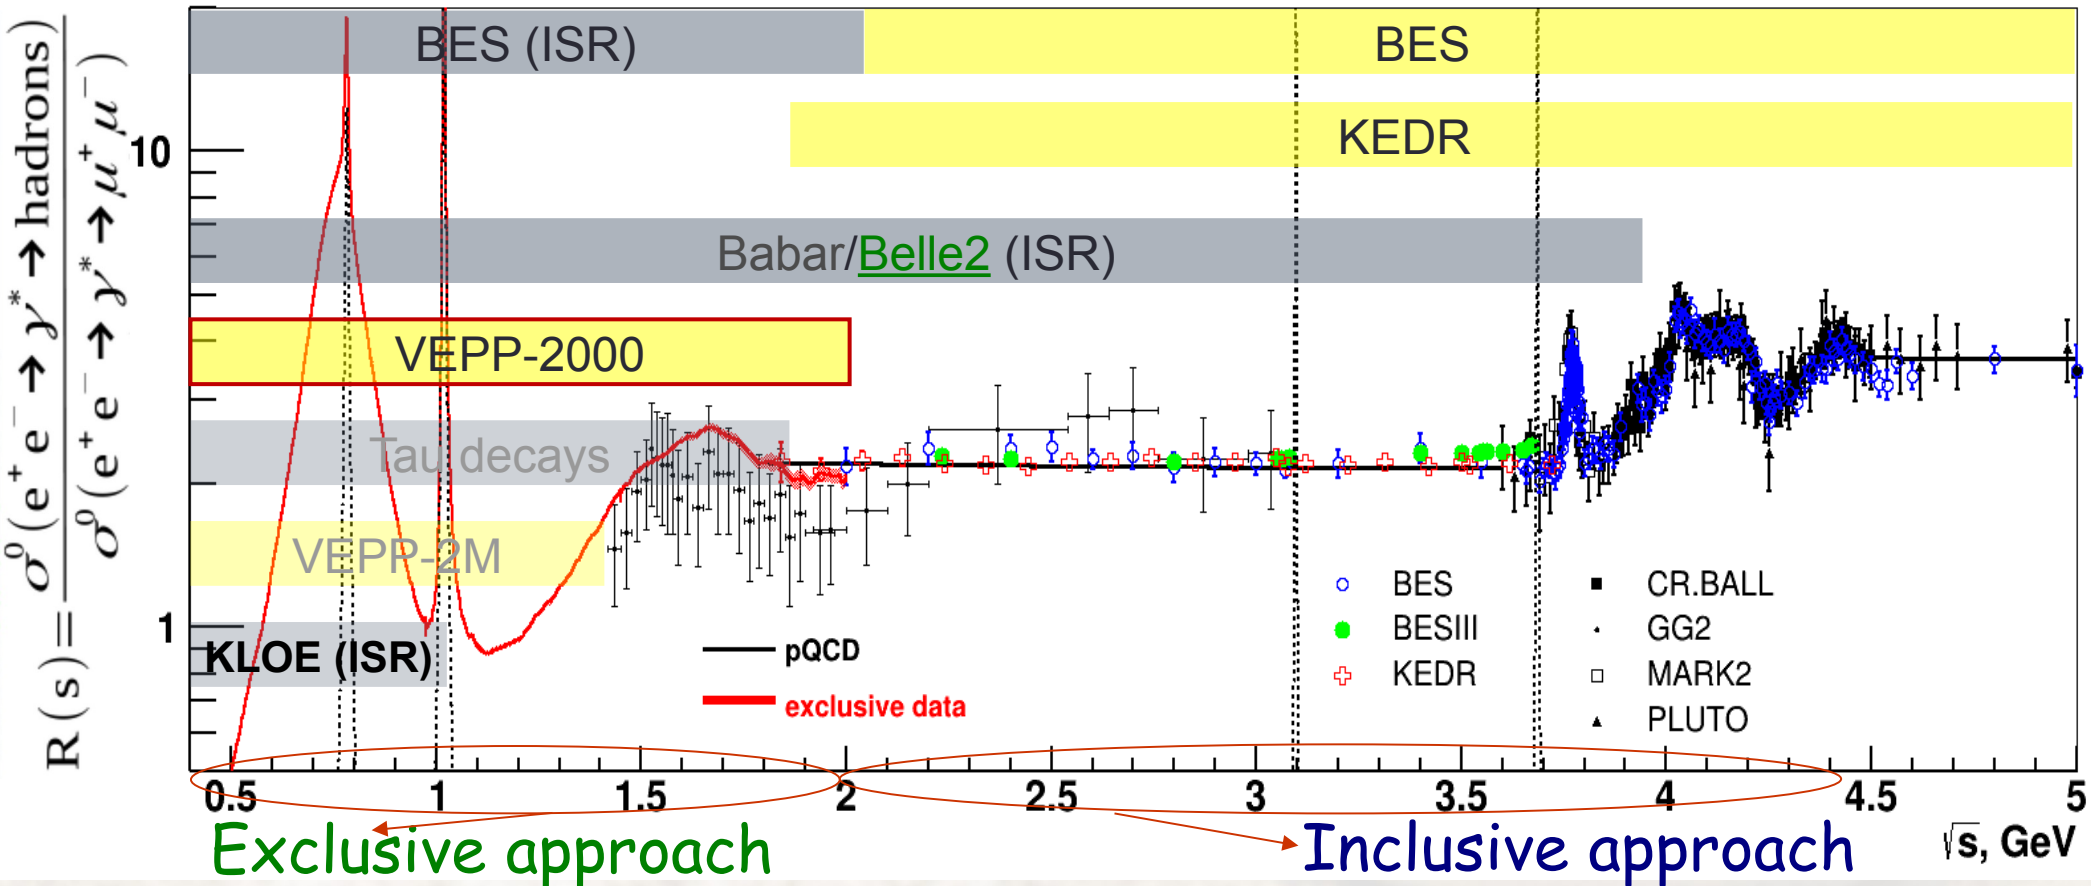 R(s)= σ⁰(e⁺e⁻→γ*→hadrons) / σ⁰(e⁺e⁻→γ*→μ⁺μ⁻)
BES (ISR)
BES
KEDR
10
Babar/Belle2 (ISR)
VEPP-2000
Tau decays
VEPP-2M
1
KLOE (ISR)
pQCD
exclusive data
BES
BESIII
KEDR
CR.BALL
GG2
MARK2
PLUTO
0.5 1 1.5 2 2.5 3 3.5 4 4.5 5
√s, GeV
Exclusive approach
Inclusive approach